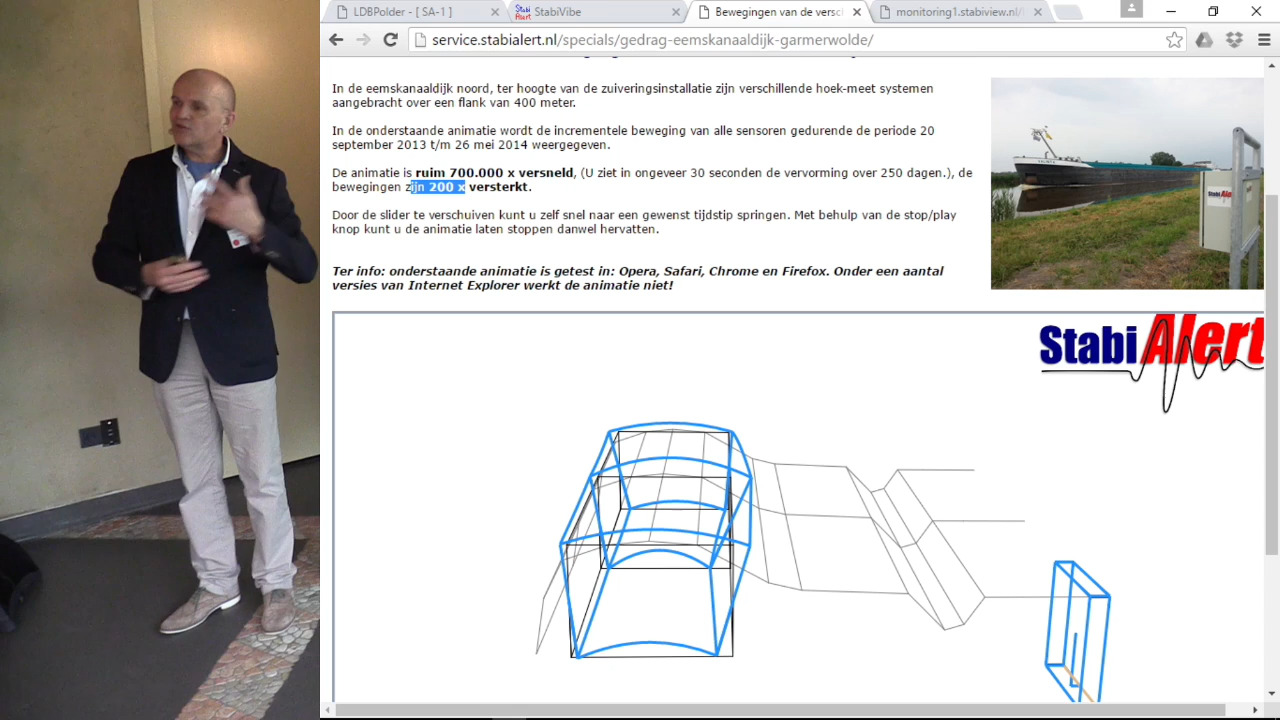 LDBPolder - [ SA-1 ]
Stabi Alert StabiVibe
Bewegingen van de versch
monitoring1.stabiview.nl/
service.stabialert.nl/specials/gedrag-eemskanaaldijk-garmerwolde/
In de eemskanaaldijk noord, ter hoogte van de zuiveringsinstallatie zijn verschillende hoek-meet systemen
aangebracht over een flank van 400 meter.
In de onderstaande animatie wordt de incrementele beweging van alle sensoren gedurende de periode 20
september 2013 t/m 26 mei 2014 weergegeven.
De animatie is ruim 700.000 x versneld, (U ziet in ongeveer 30 seconden de vervorming over 250 dagen.), de
bewegingen zijn 200 x versterkt.
Door de slider te verschuiven kunt u zelf snel naar een gewenst tijdstip springen. Met behulp van de stop/play
knop kunt u de animatie laten stoppen danwel hervatten.
Ter info: onderstaande animatie is getest in: Opera, Safari, Chrome en Firefox. Onder een aantal
versies van Internet Explorer werkt de animatie niet!
StabiAlert